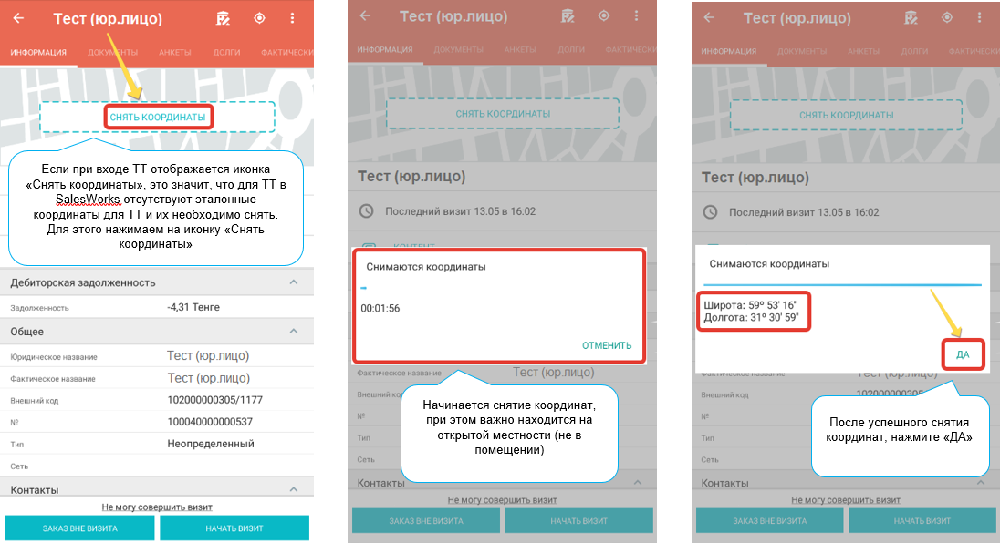 Тест (юр.лицо)
ИНФОРМАЦИЯ
ДОКУМЕНТЫ
АНКЕТЫ
ДОЛГИ
ФАКТИЧЕСКИ
СНЯТЬ КООРДИНАТЫ
Если при входе ТТ отображается иконка
«Снять координаты», это значит, что для ТТ в
SalesWorks отсутствуют эталонные
координаты для ТТ и их необходимо снять.
Для этого нажимаем на иконку «Снять
координаты»
Дебиторская задолженность
Задолженность
-4,31 Тенге
Общее
Юридическое название
Тест (юр.лицо)
Фактическое название
Тест (юр.лицо)
Внешний код
102000000305/1177
№
100040000000537
Тип
Неопределенный
Сеть
Контакты
Не могу совершить визит
ЗАКАЗ ВНЕ ВИЗИТА
НАЧАТЬ ВИЗИТ
Тест (юр.лицо)
ИНФОРМАЦИЯ
ДОКУМЕНТЫ
АНКЕТЫ
ДОЛГИ
ФАКТИЧЕСКИ
СНЯТЬ КООРДИНАТЫ
Тест (юр.лицо)
Последний визит 13.05 в 16:02
КОНТЕНТ
Снимаются координаты
00:01:56
ОТМЕНИТЬ
Фактическое название
Тест (юр.лицо)
Внешний ко
Начинается снятие координат,
при этом важно находится на
открытой местности (не в
помещении)
№
Тип
Сеть
Контакты
Не могу совершить визит
ЗАКАЗ ВНЕ ВИЗИТА
НАЧАТЬ ВИЗИТ
Тест (юр.лицо)
ИНФОРМАЦИЯ
ДОКУМЕНТЫ
АНКЕТЫ
ДОЛГИ
ФАКТИЧЕСКИ
СНЯТЬ КООРДИНАТЫ
Тест (юр.лицо)
Последний визит 13.05 в 16:02
Снимаются координаты
Широта: 59º 53' 16"
Долгота: 31º 30' 59"
ДА
Фактическое название
Тест (юр.лицо)
Внешний код
102000000305
После успешного снятия
координат, нажмите «ДА»
№
Тип
Сеть
Контакты
Не могу совершить визит
ЗАКАЗ ВНЕ ВИЗИТА
НАЧАТЬ ВИЗИТ